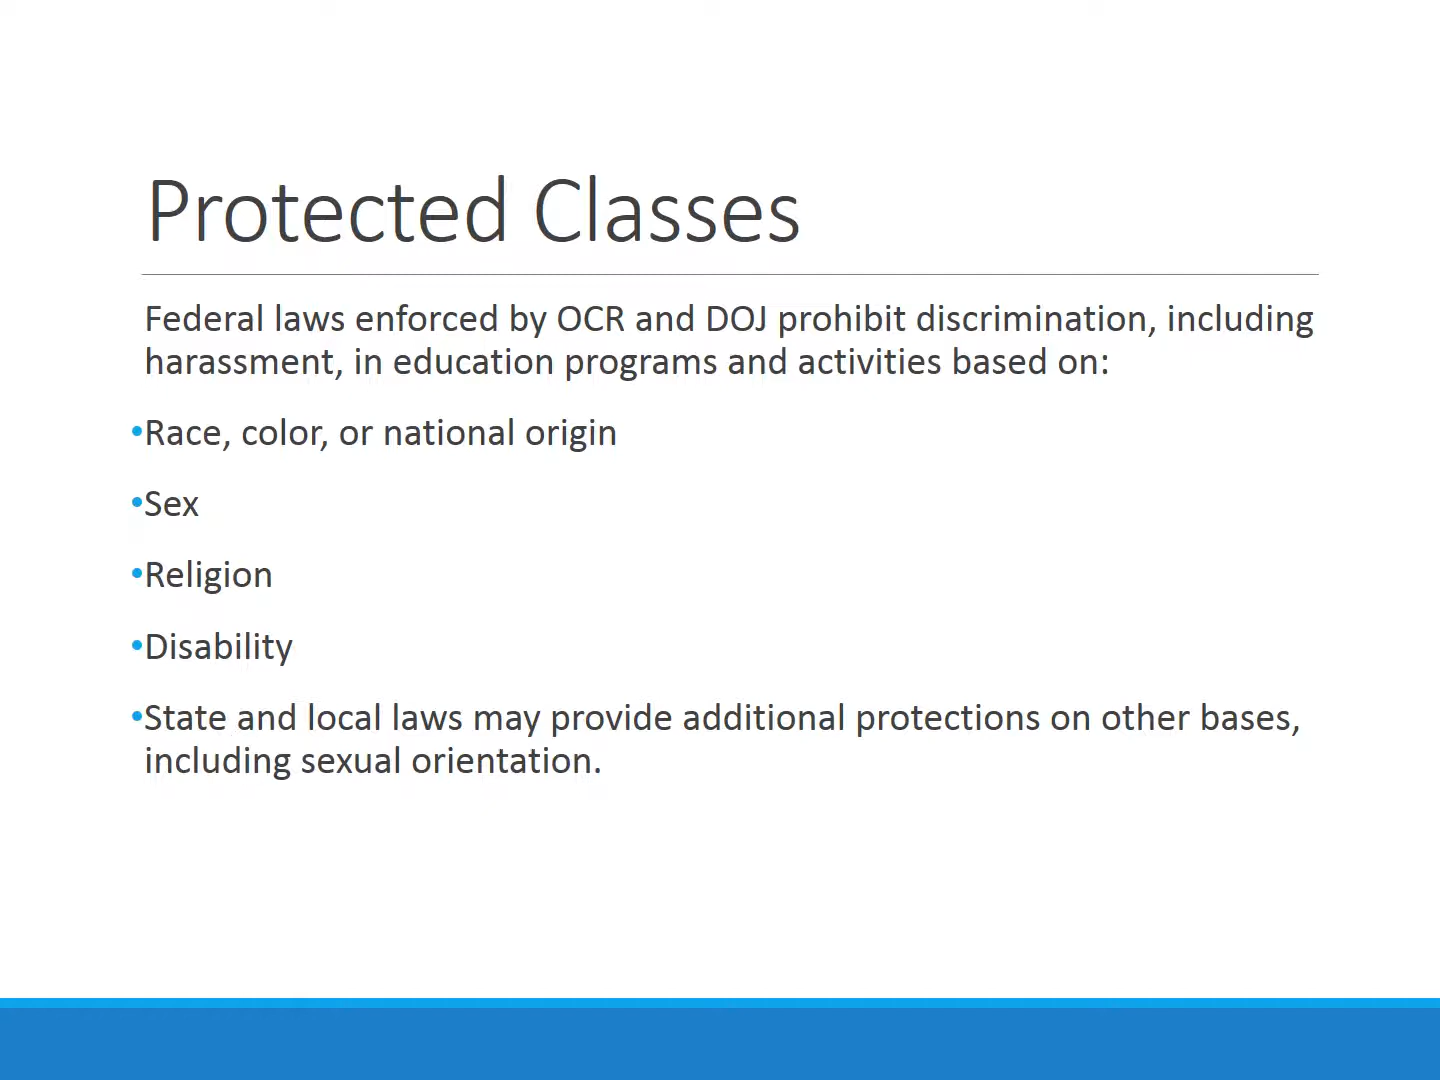 Protected Classes
Federal laws enforced by OCR and DOJ prohibit discrimination, including
harassment, in education programs and activities based on:
•Race, color, or national origin
•Sex
•Religion
•Disability
•State and local laws may provide additional protections on other bases,
including sexual orientation.